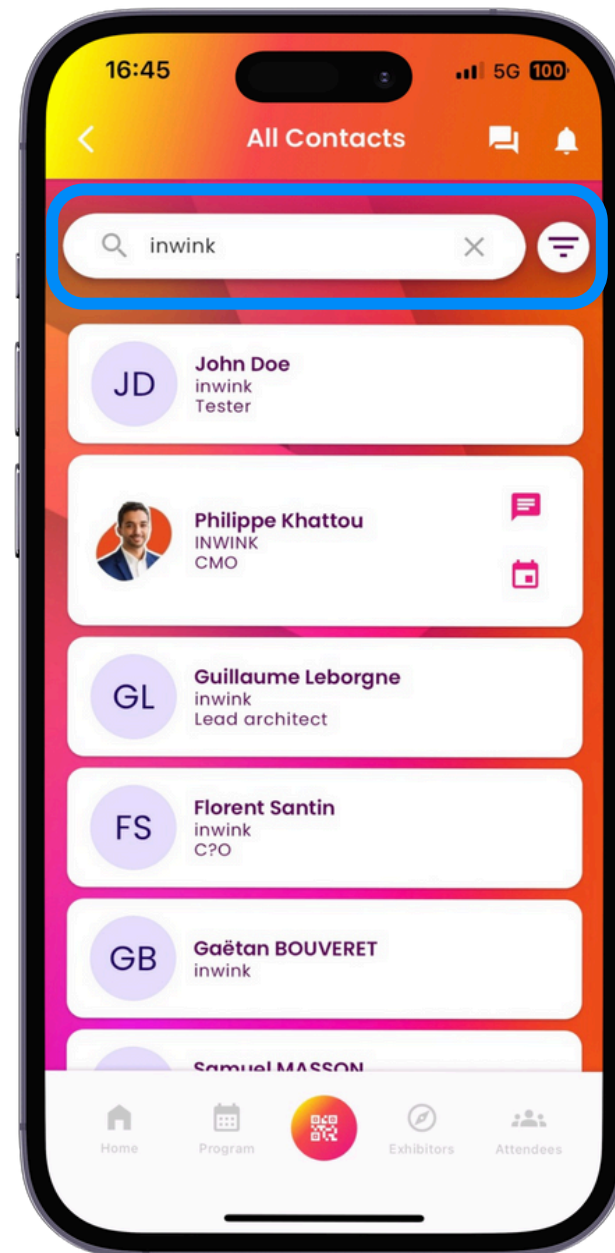 16:45
5G 100
All Contacts
inwink
JD
John Doe
inwink
Tester
Philippe Khattou
INWINK
CMO
GL
Guillaume Leborgne
inwink
Lead architect
FS
Florent Santin
inwink
C?O
GB
Gaëtan BOUVERET
inwink
Samuel MASSON
Home
Program
Exhibitors
Attendees